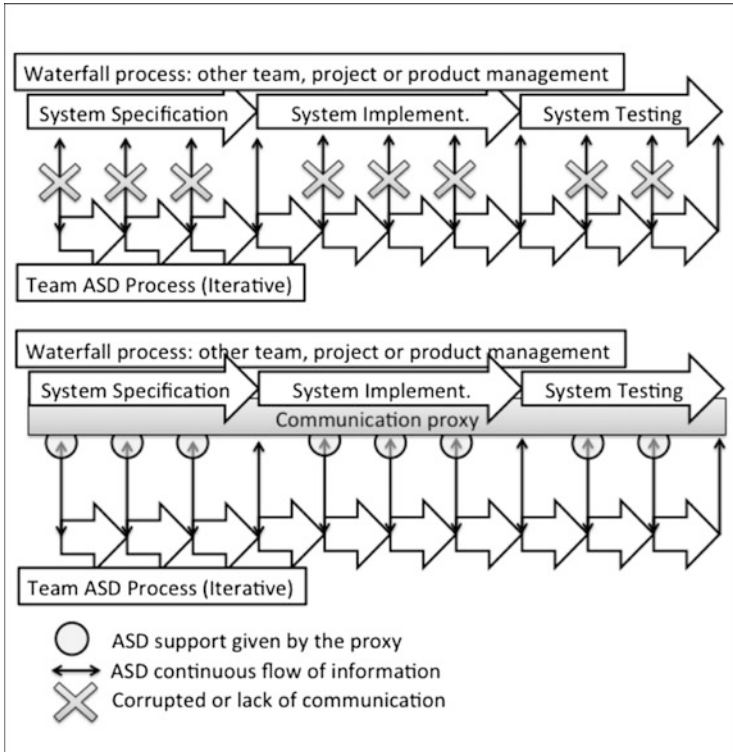 Waterfall process: other team, project or product management
System Specification System Implement. System Testing
Team ASD Process (Iterative)
Waterfall process: other team, project or product management
System Specification System Implement. System Testing
Communication proxy
Team ASD Process (Iterative)
ASD support given by the proxy
ASD continuous flow of information
Corrupted or lack of communication